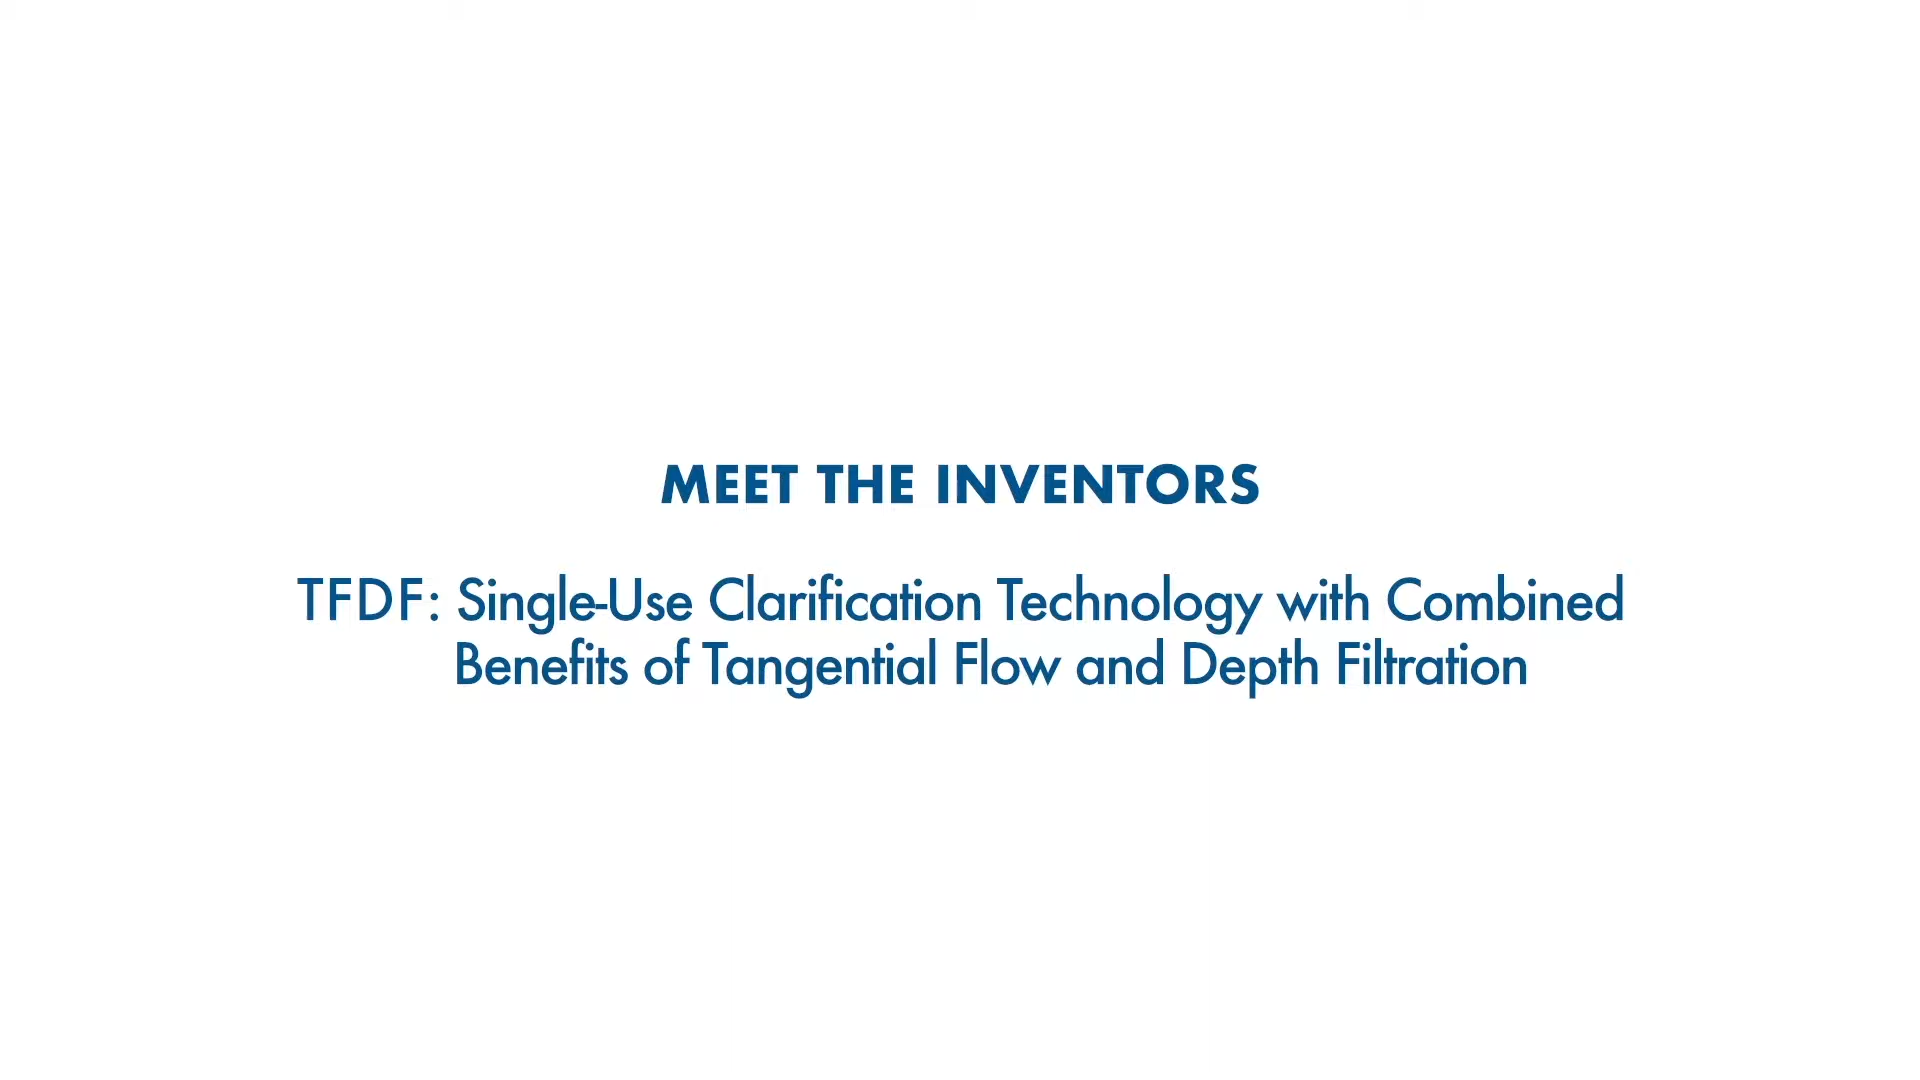 MEET THE INVENTORS
TFDF: Single-Use Clarification Technology with Combined
Benefits of Tangential Flow and Depth Filtration